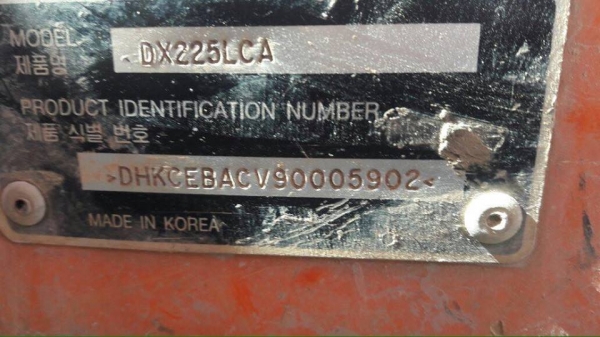 MODEL
제품명
DX225LCA
PRODUCT IDENTIFICATION NUMBER
제품 식별 번호
>DHKCEBACV90005902<
MADE IN KOREA